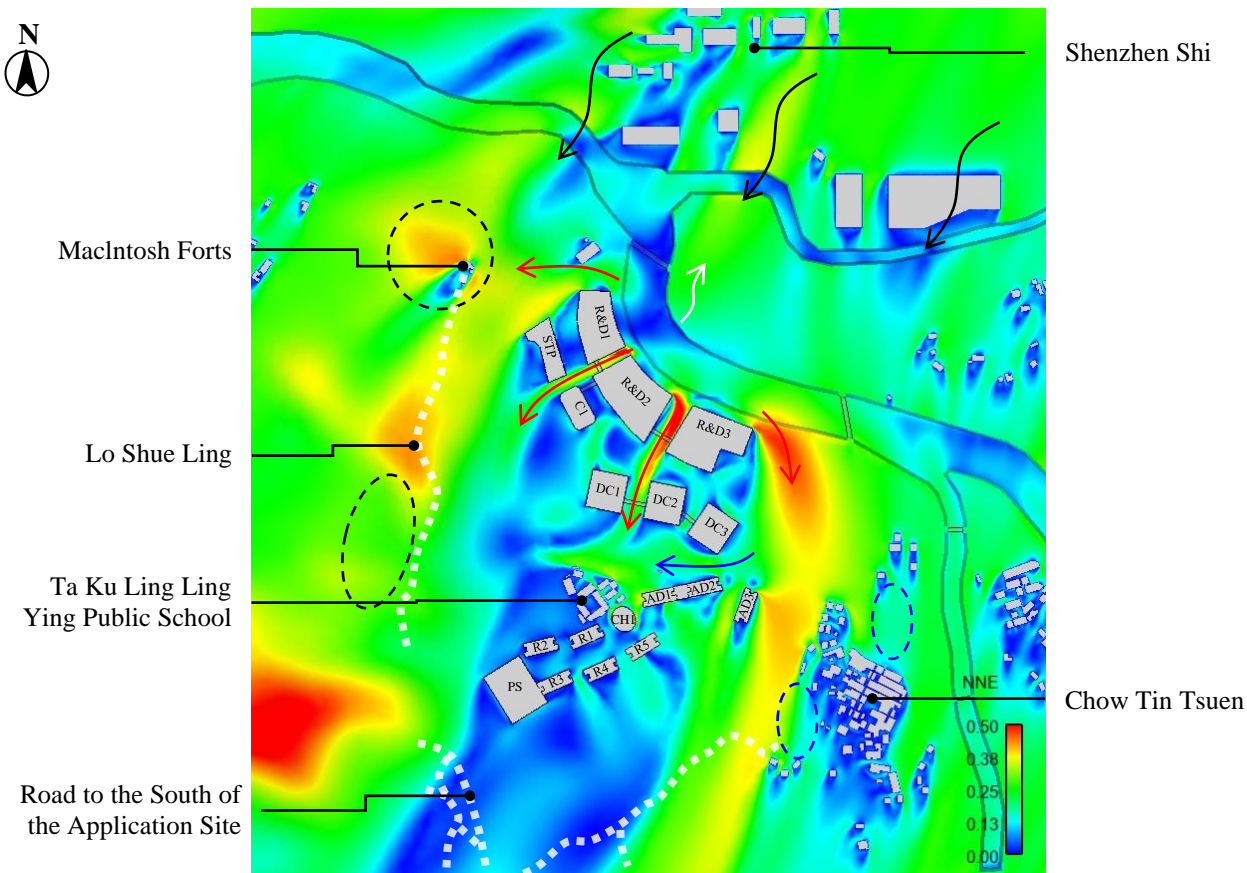 N
Shenzhen Shi
MacIntosh Forts
R&D1
STP
R&D2
C1
R&D3
Lo Shue Ling
DC1
DC2
DC3
Ta Ku Ling Ling
Ying Public School
AD1
AD2
AD3
CH1
R1
R2
R5
R4
R3
PS
NNE
Chow Tin Tsuen
0.50
0.38
0.25
0.13
0.00
Road to the South of
the Application Site